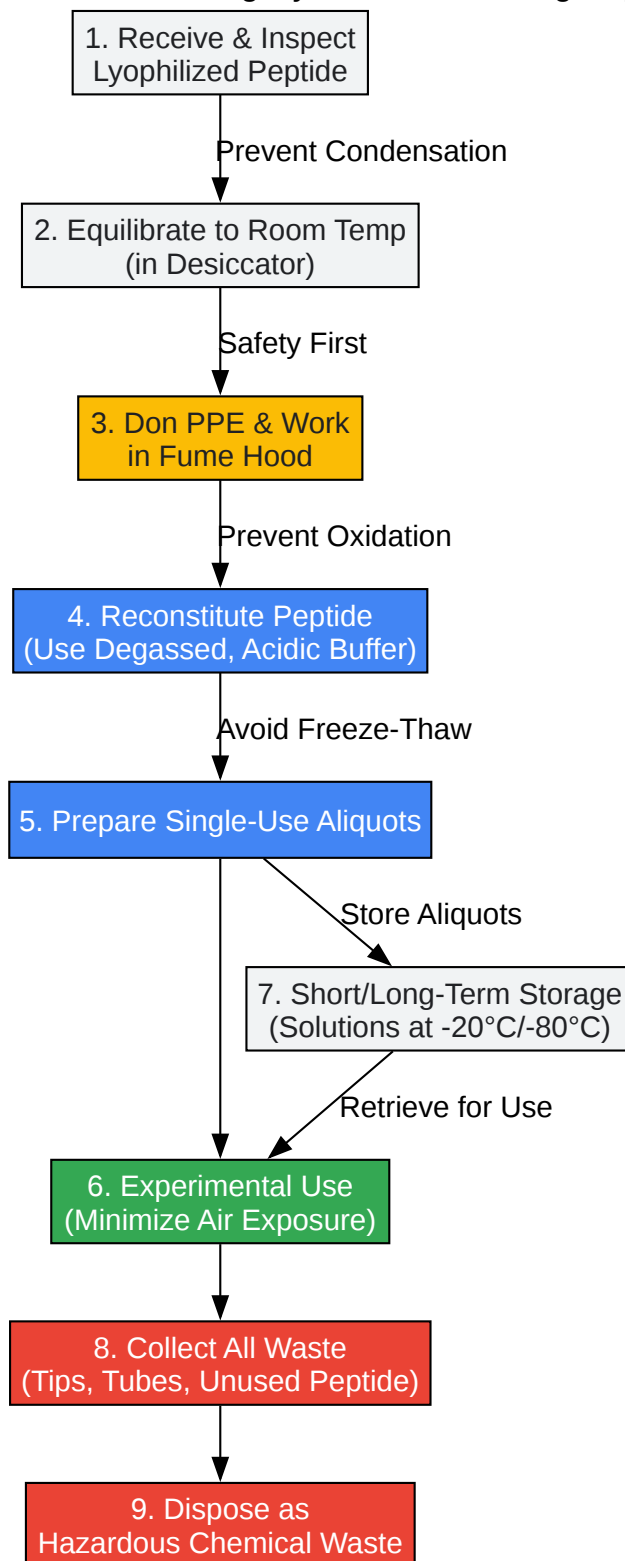 1. Receive & Inspect
Lyophilized Peptide
Prevent Condensation
2. Equilibrate to Room Temp
(in Desiccator)
Safety First
3. Don PPE & Work
in Fume Hood
Prevent Oxidation
4. Reconstitute Peptide
(Use Degassed, Acidic Buffer)
Avoid Freeze-Thaw
5. Prepare Single-Use Aliquots
Store Aliquots
7. Short/Long-Term Storage
(Solutions at -20°C/-80°C)
Retrieve for Use
6. Experimental Use
(Minimize Air Exposure)
8. Collect All Waste
(Tips, Tubes, Unused Peptide)
9. Dispose as
Hazardous Chemical Waste